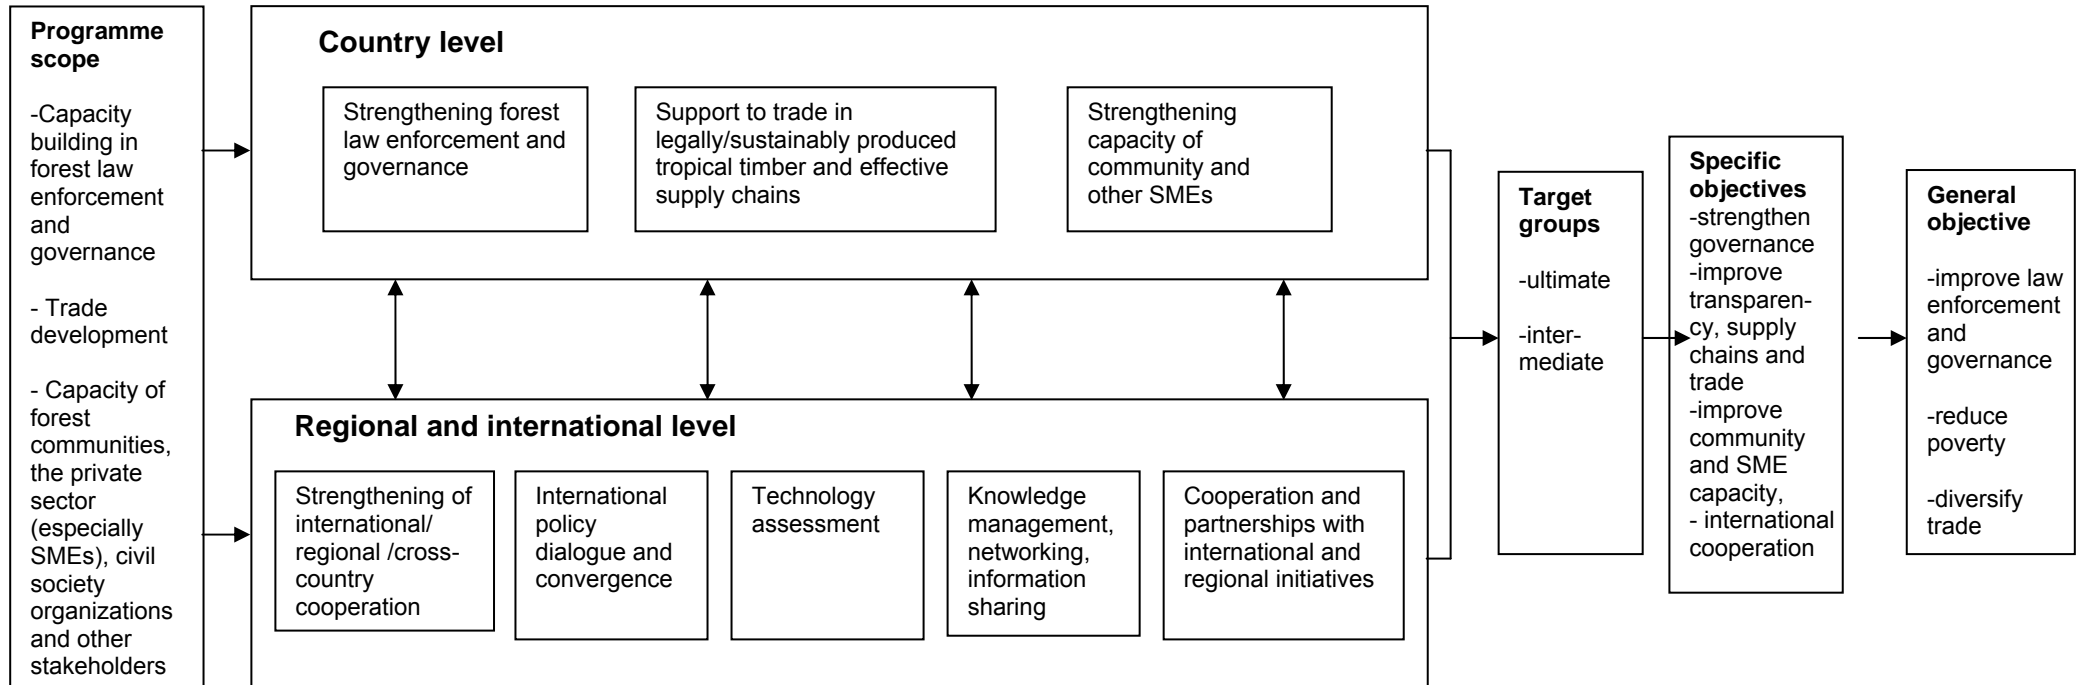 Programme
scope
-Capacity
building in
forest law
enforcement
and
governance
- Trade
development
- Capacity of
forest
communities,
the private
sector
(especially
SMEs), civil
society
organizations
and other
stakeholders
Country level
Strengthening forest
law enforcement and
governance
Support to trade in
legally/sustainably produced
tropical timber and effective
supply chains
Strengthening
capacity of
community and
other SMEs
Regional and international level
Strengthening of
international/
regional /cross-
country
cooperation
International
policy
dialogue and
convergence
Technology
assessment
Knowledge
management,
networking,
information
sharing
Cooperation and
partnerships with
international and
regional initiatives
Target
groups
-ultimate
-inter-
mediate
Specific
objectives
-strengthen
governance
-improve
transparen-
cy, supply
chains and
trade
-improve
community
and SME
capacity,
- international
cooperation
General
objective
-improve law
enforcement
and
governance
-reduce
poverty
-diversify
trade